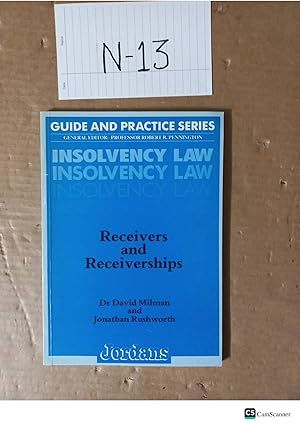 N-13
GUIDE AND PRACTICE SERIES
GENERAL EDITOR: PROFESSOR ROBERT R. PENNINGTON
INSOLVENCY LAW
INSOLVENCY LAW
INSOLVENCY LAW
Receivers
and
Receiverships
Dr David Milman
and
Jonathan Rushworth
Jordans
CS CamScanner